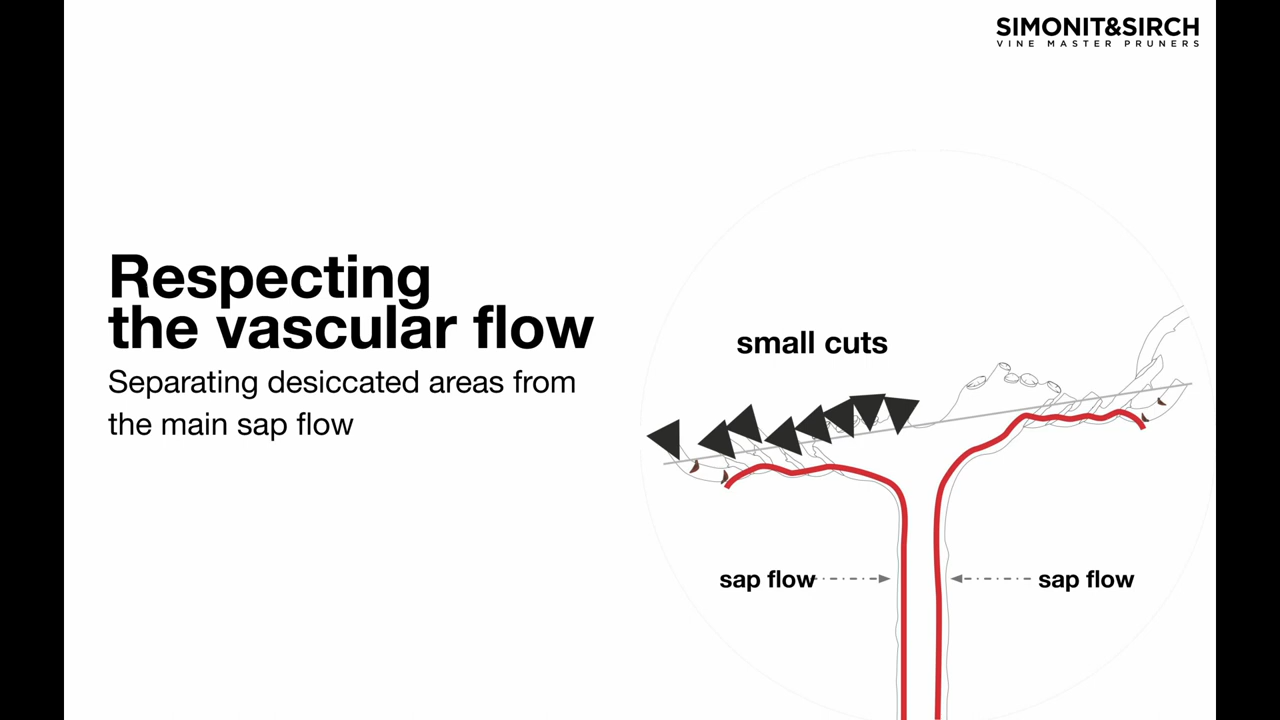 SIMONIT&SIRCH
VINE MASTER PRUNERS
Respecting
the vascular flow
Separating desiccated areas from
the main sap flow
small cuts
sap flow
sap flow